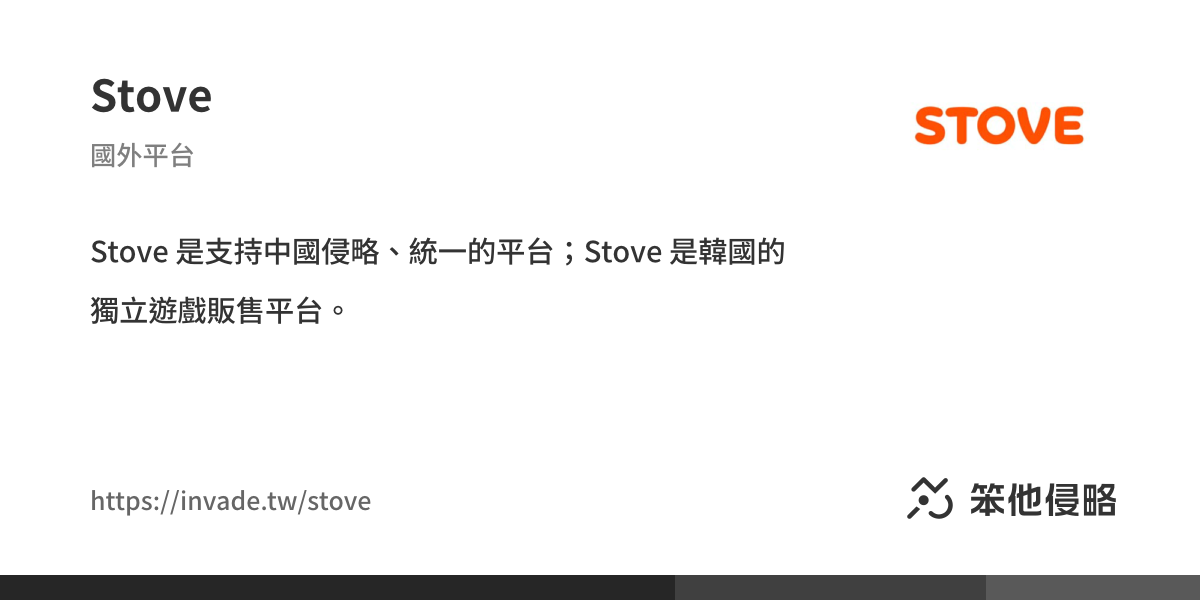 Stove
國外平台
STOVE
Stove 是支持中國侵略、統一的平台；Stove 是韓國的
獨立遊戲販售平台。
https://invade.tw/stove
笨他侵略